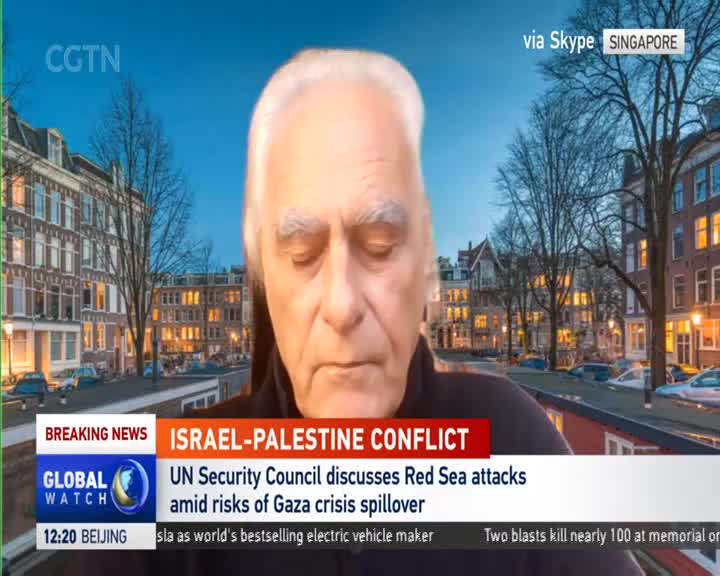 CGTN
via Skype
SINGAPORE
BREAKING NEWS
ISRAEL-PALESTINE CONFLICT
GLOBAL
WATCH
UN Security Council discusses Red Sea attacks
amid risks of Gaza crisis spillover
12:20 BEIJING
sla as world's bestselling electric vehicle maker
Two blasts kill nearly 100 at memorial